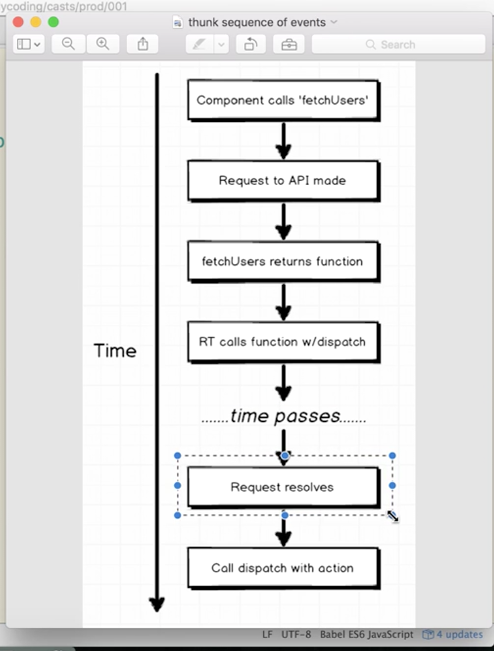 ycoding/casts/prod/001
thunk sequence of events
Search
Component calls 'fetchUsers'
Request to API made
fetchUsers returns function
RT calls function w/dispatch
Time
.......time passes.......
Request resolves
Call dispatch with action
LF UTF-8 Babel ES6 JavaScript 4 updates